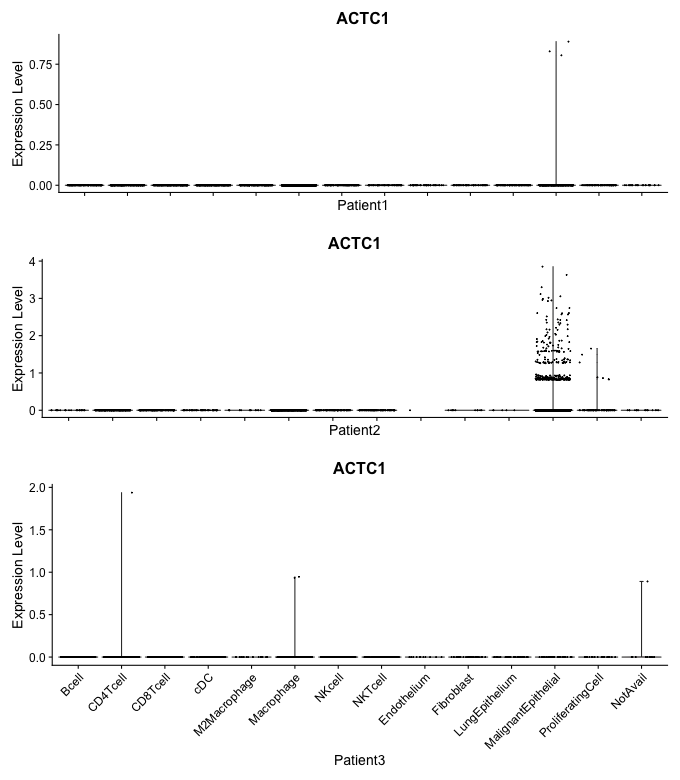 ACTC1
Expression Level
0.75
0.50
0.25
0.00
Patient1
ACTC1
Expression Level
4
3
2
1
0
Patient2
ACTC1
Expression Level
2.0
1.5
1.0
0.5
0.0
Bcell
CD4Tcell
CD8Tcell
cDC
M2Macrophage
Macrophage
NKcell
NKTcell
Endothelium
Fibroblast
LungEpithelium
MalignantEpithelial
ProliferatingCell
NotAvail
Patient3